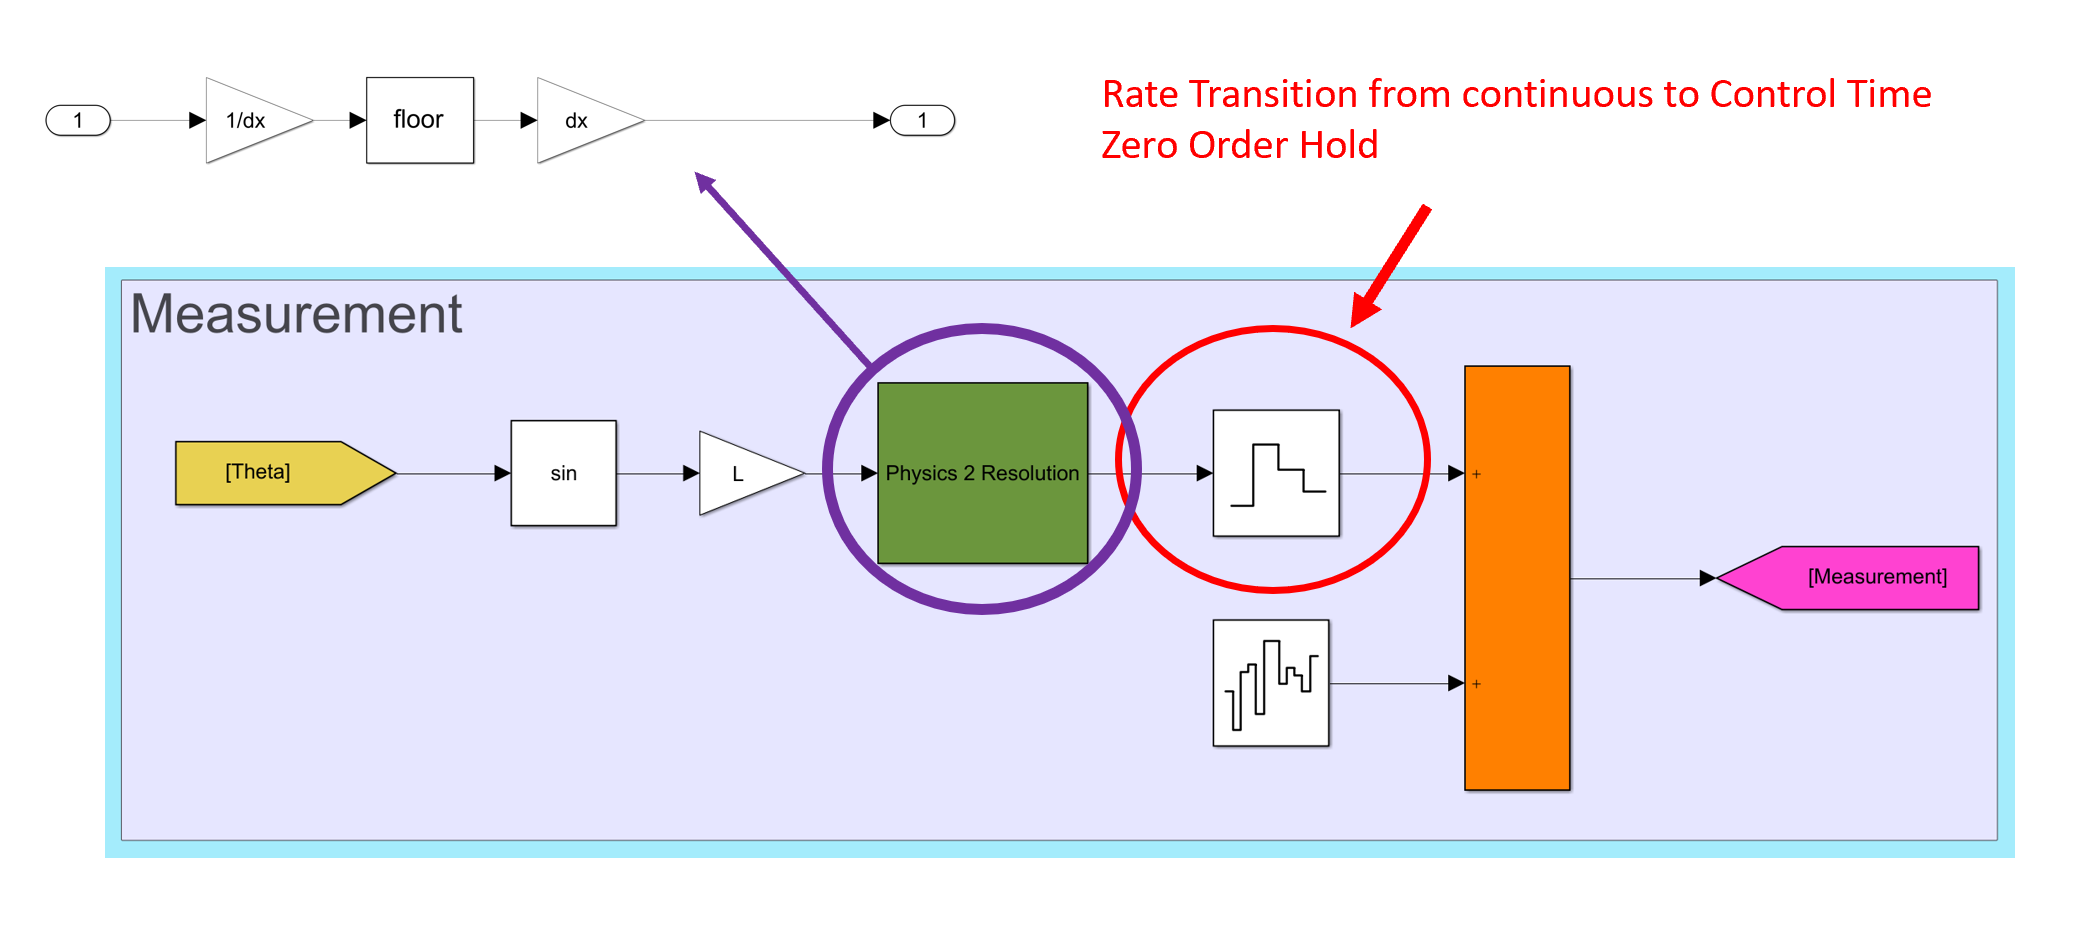 1
1/dx
floor
dx
1
Rate Transition from continuous to Control Time
Zero Order Hold
Measurement
[Theta]
sin
L
Physics 2 Resolution
+
+
[Measurement]